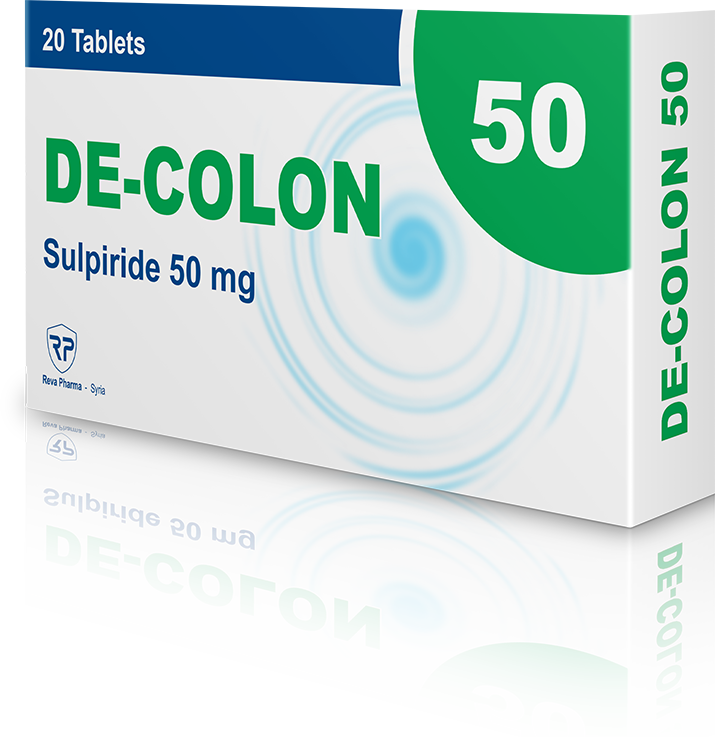 20 Tablets
50
DE-COLON
Sulpiride 50 mg
RP
Reva Pharma - Syria
DE-COLON 50